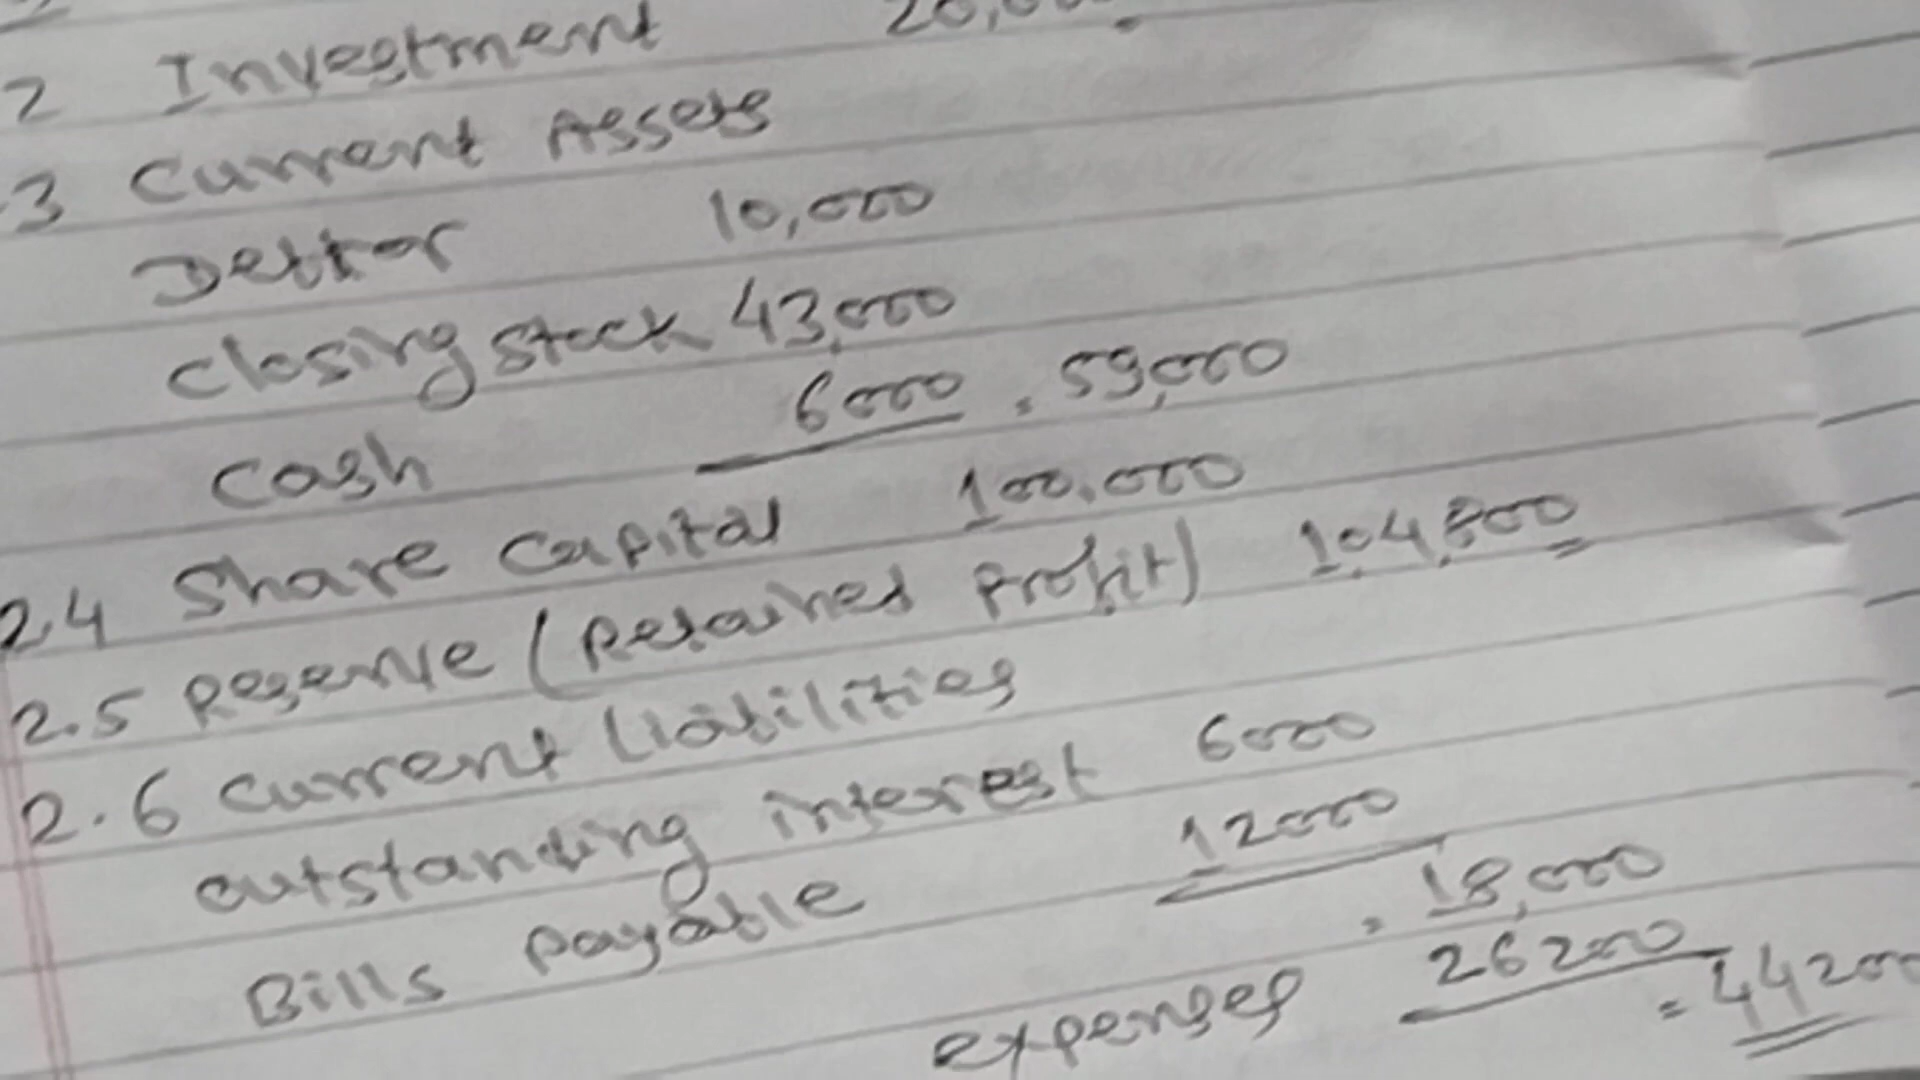 2 Investment 20,0
3 Current Assets
Debtor 10,000
Closing stock 43,000
Cash 6000 = 59,000
2.4 Share Capital 100,000
2.5 Reserve (Retained Profit) 104,800
2.6 Current Liabilities
outstanding interest 6000
Bills payable 12000
= 18,000
expenses 26200 = 44200